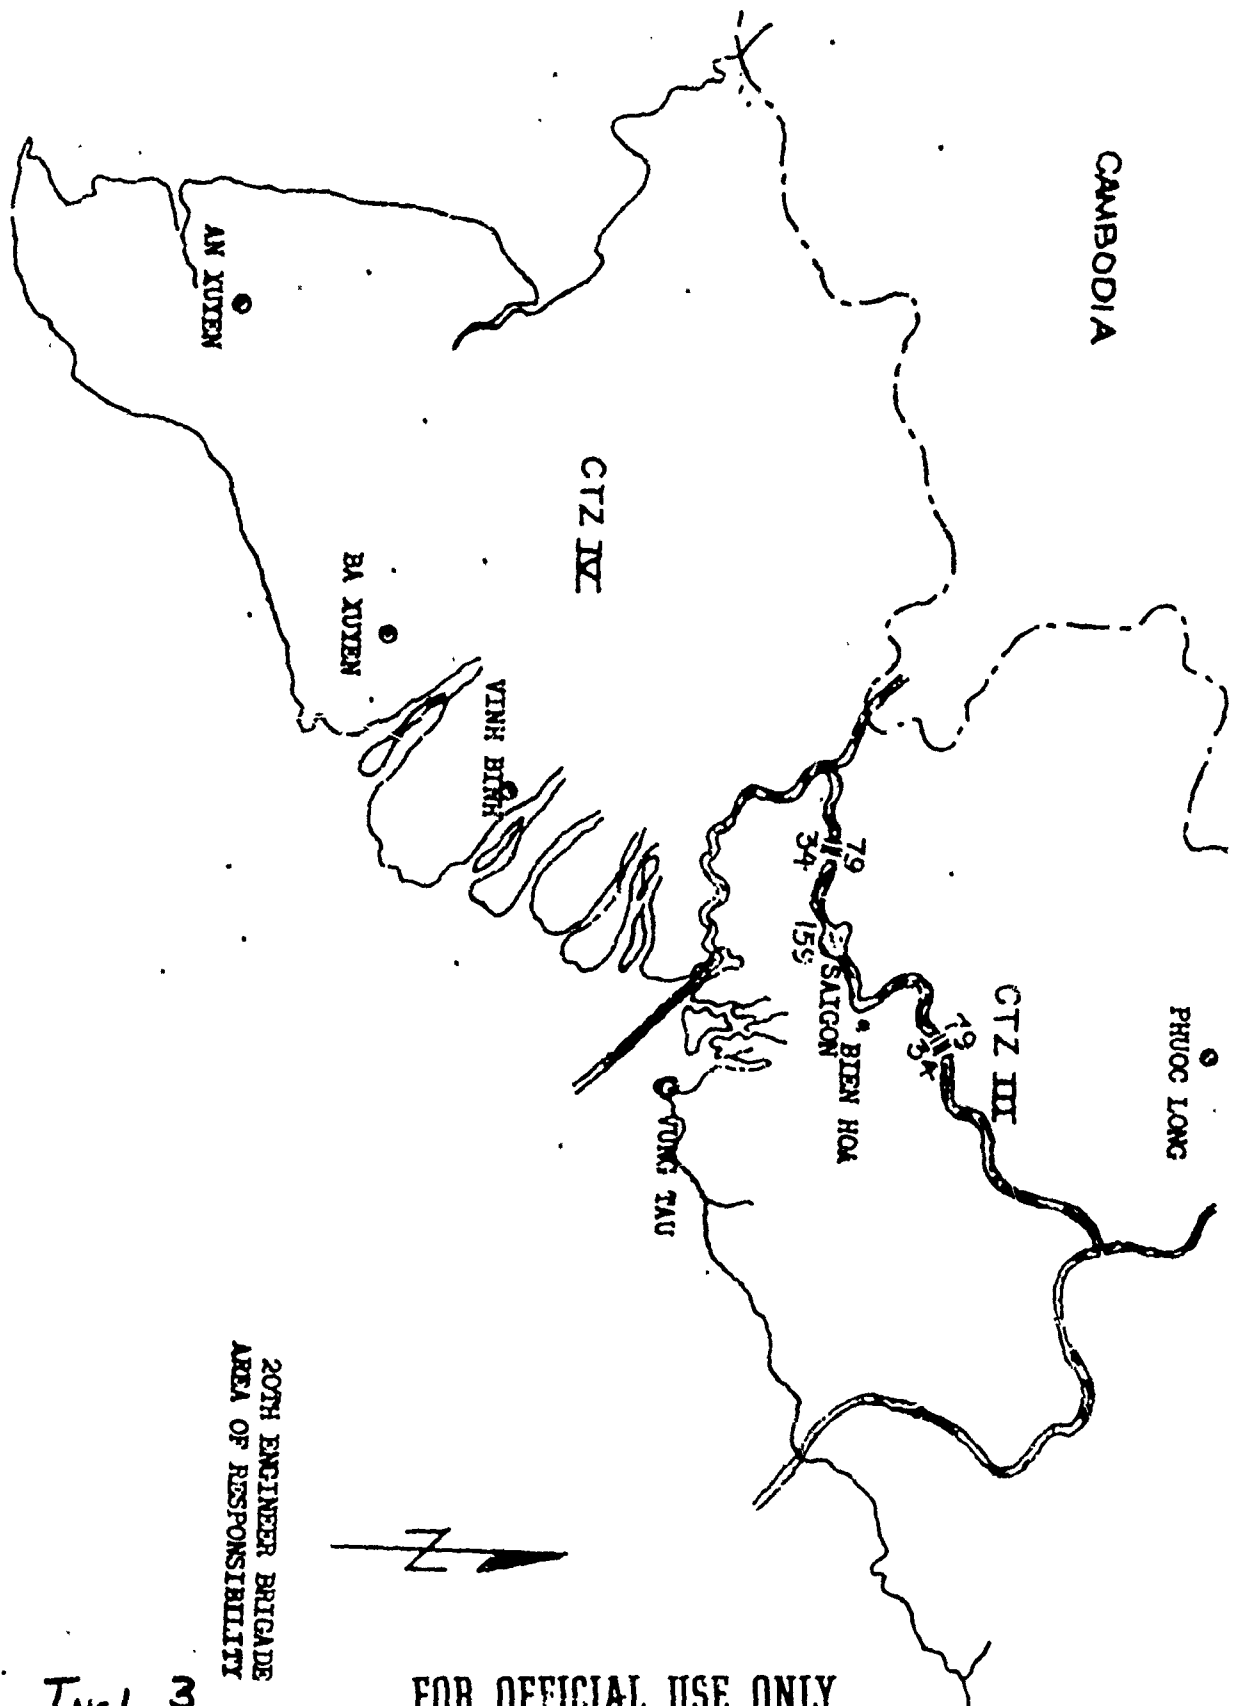 CAMBODIA
PHUOC LONG
CTZ III
79
34
19
34
159
SAIGON
BIEN HOA
CTZ IV
VINH BINH
VUNG TAU
BA XUYEN
AN XUYEN
N
20TH ENGINEER BRIGADE
AREA OF RESPONSIBILITY
Incl 3
FOR OFFICIAL USE ONLY